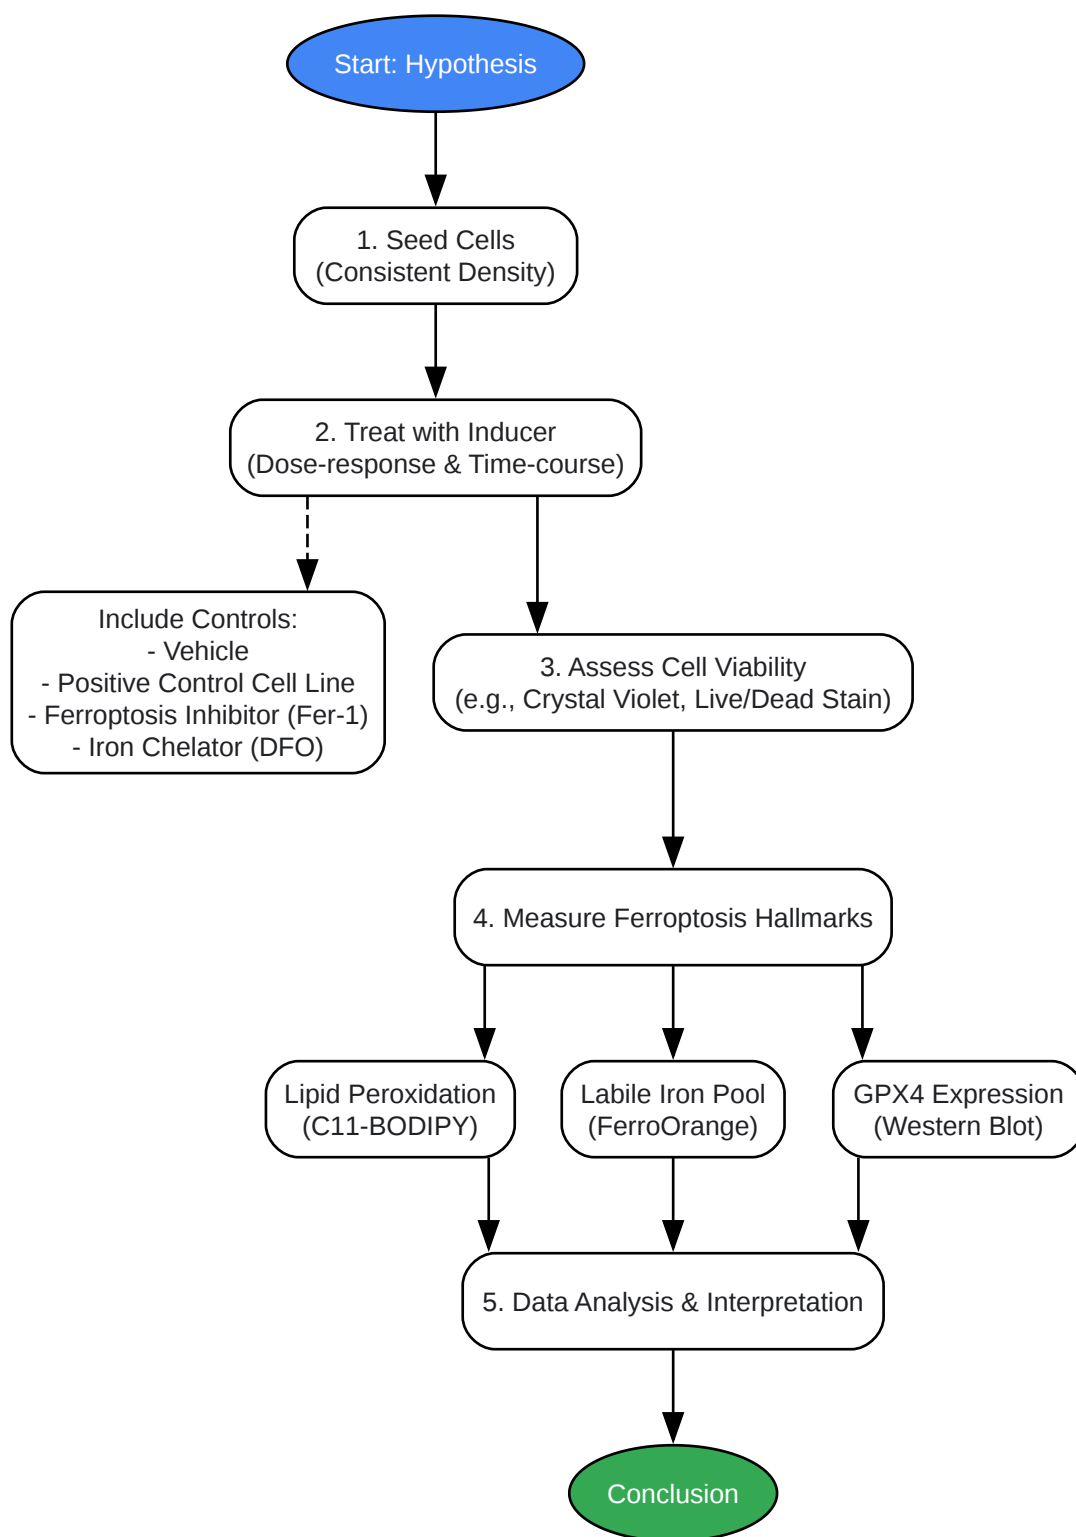 Start: Hypothesis
1. Seed Cells
(Consistent Density)
2. Treat with Inducer
(Dose-response & Time-course)
Include Controls:
- Vehicle
- Positive Control Cell Line
- Ferroptosis Inhibitor (Fer-1)
- Iron Chelator (DFO)
3. Assess Cell Viability
(e.g., Crystal Violet, Live/Dead Stain)
4. Measure Ferroptosis Hallmarks
Lipid Peroxidation
(C11-BODIPY)
Labile Iron Pool
(FerroOrange)
GPX4 Expression
(Western Blot)
5. Data Analysis & Interpretation
Conclusion